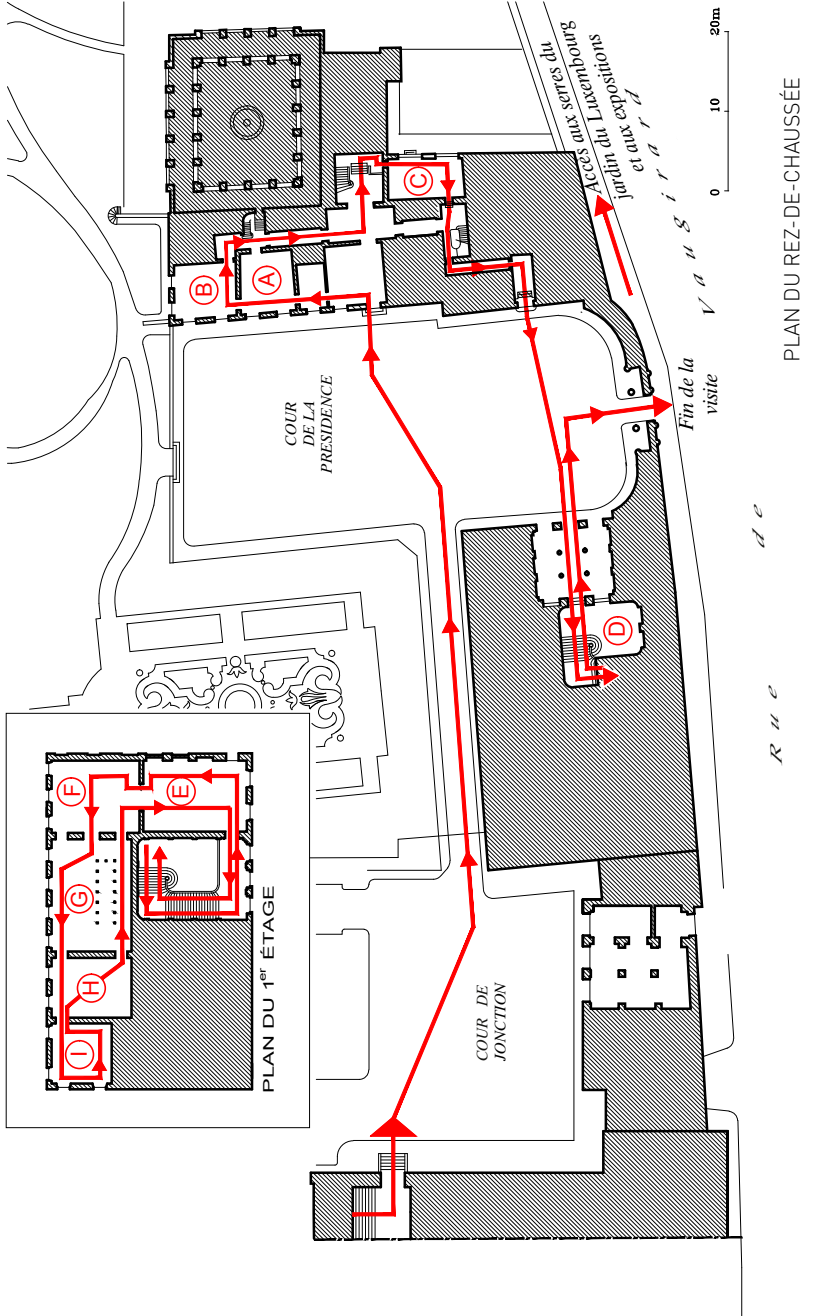 PLAN DU 1er ÉTAGE
F
E
G
H
I
COUR DE
JONCTION
COUR
DE LA
PRESIDENCE
B
A
C
D
Fin de la
visite
Accès aux serres du
jardin du Luxembourg
et aux expositions
Rue de Vaugirard
0 10 20m
PLAN DU REZ-DE-CHAUSSÉE